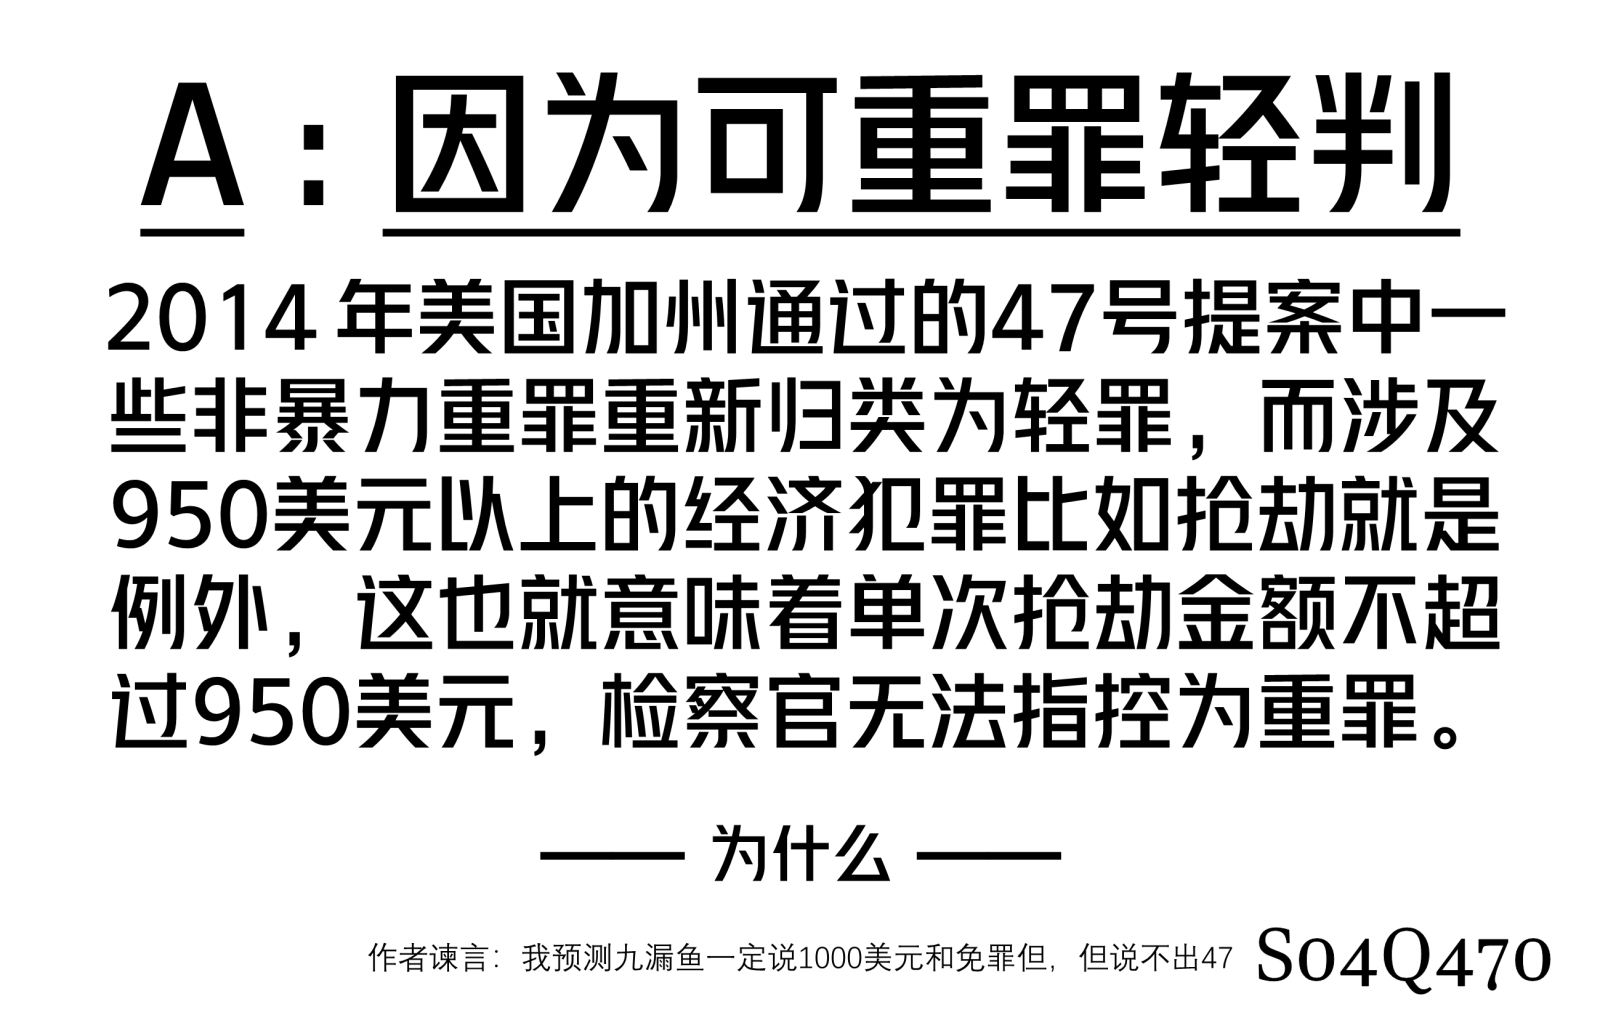 A：因为可重罪轻判
2014年美国加州通过的47号提案中一
些非暴力重罪重新归类为轻罪，而涉及
950美元以上的经济犯罪比如抢劫就是
例外，这也就意味着单次抢劫金额不超
过950美元，检察官无法指控为重罪。
—— 为什么 ——
作者谏言：我预测九漏鱼一定说1000美元和免罪但，但说不出47
S04Q470